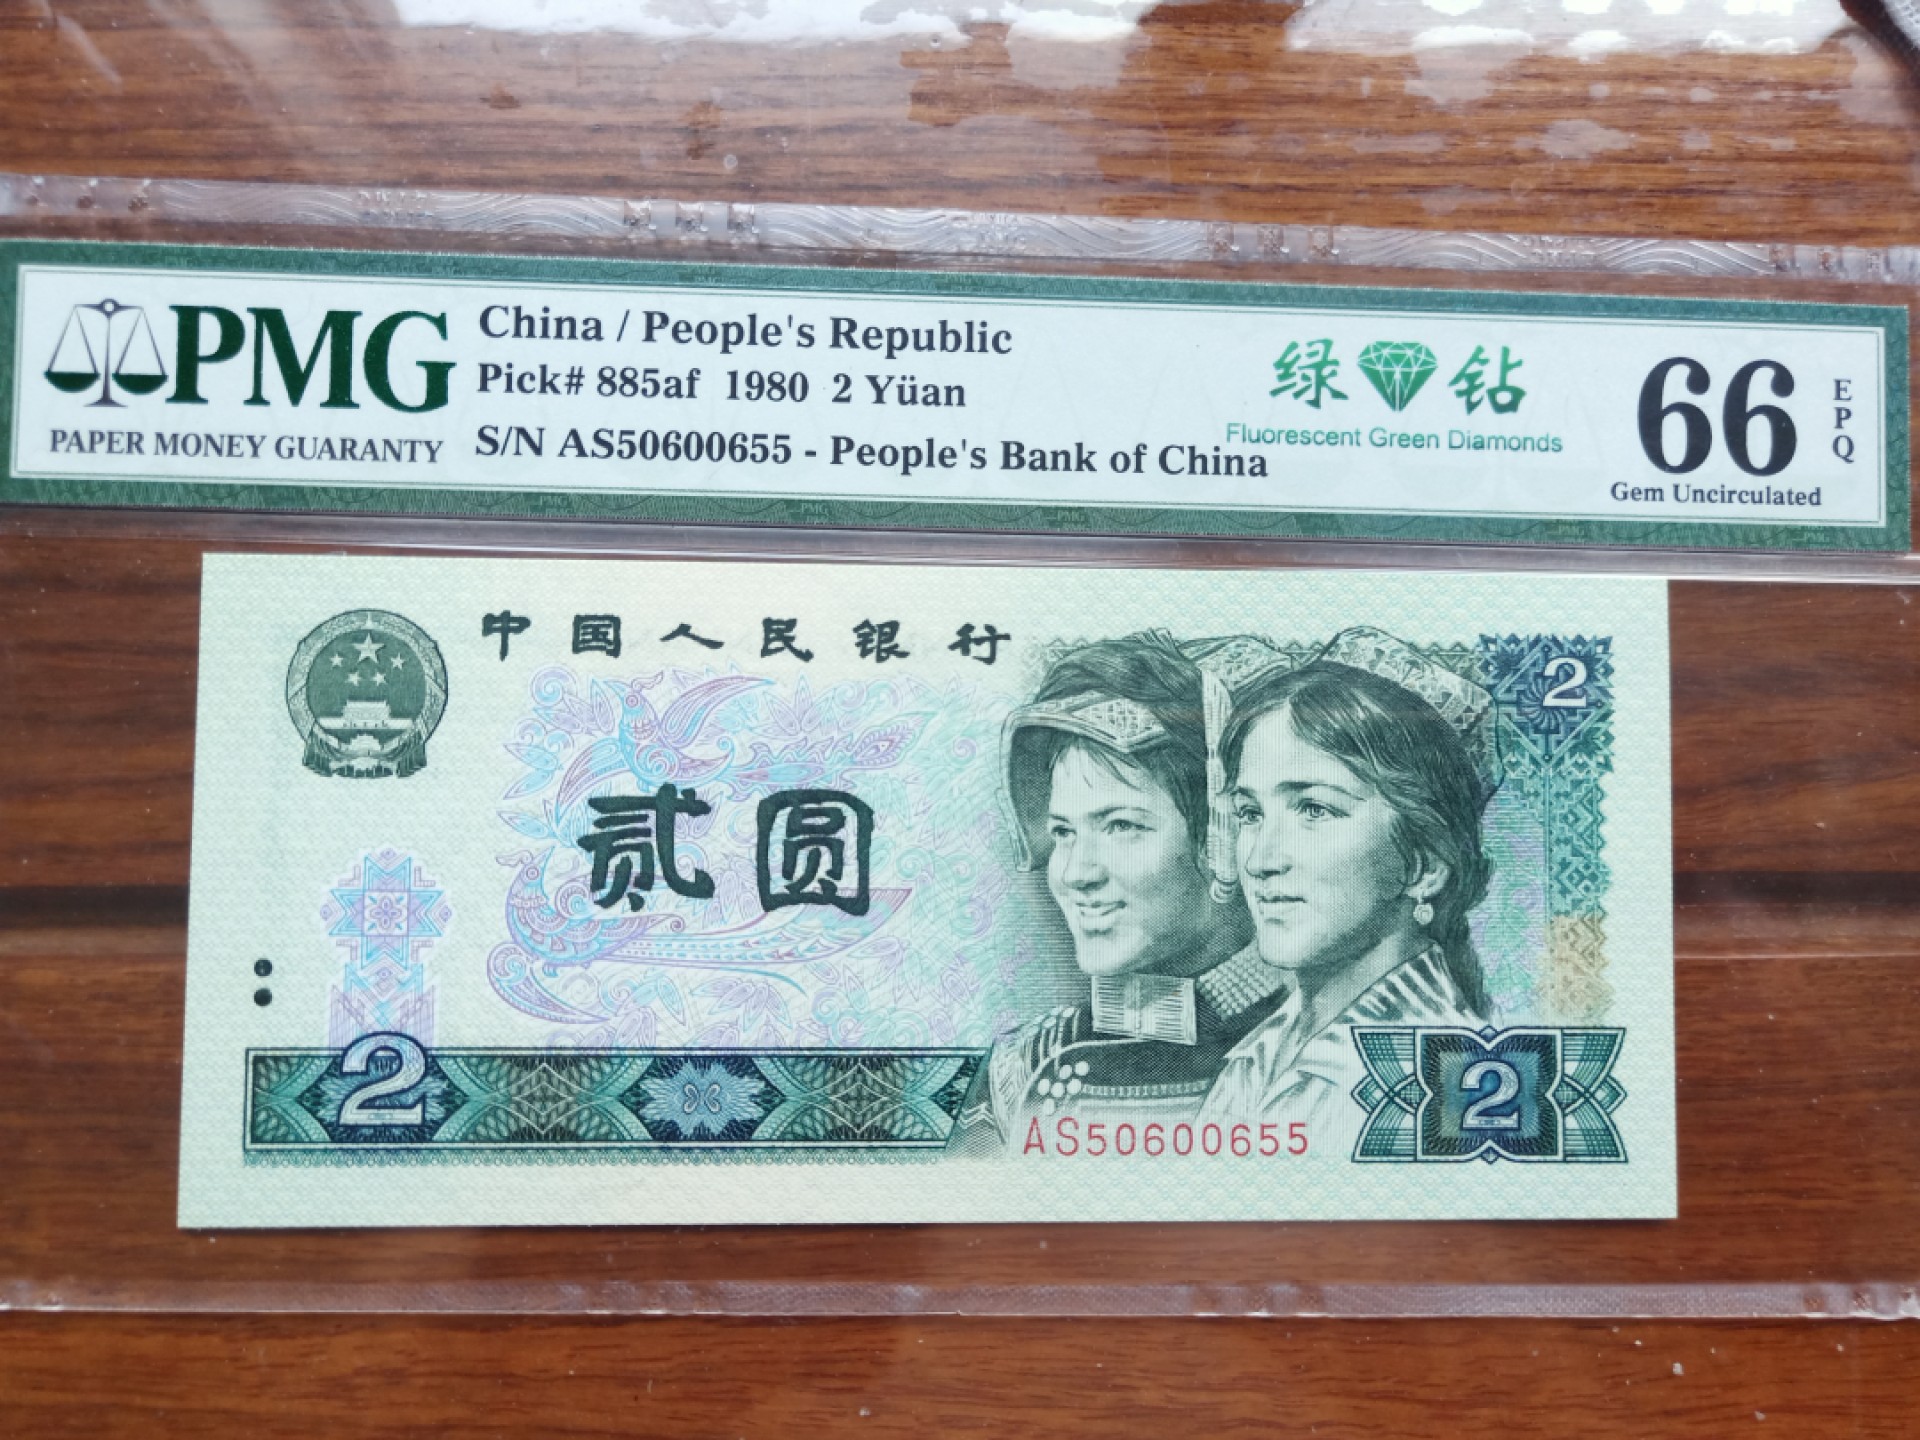 PMG
PAPER MONEY GUARANTY
China / People's Republic
Pick# 885af 1980 2 Yüan
S/N AS50600655 - People's Bank of China
绿钻
Fluorescent Green Diamonds
66
EPQ
Gem Uncirculated
中国人民银行
2
贰圆
2
2
AS50600655